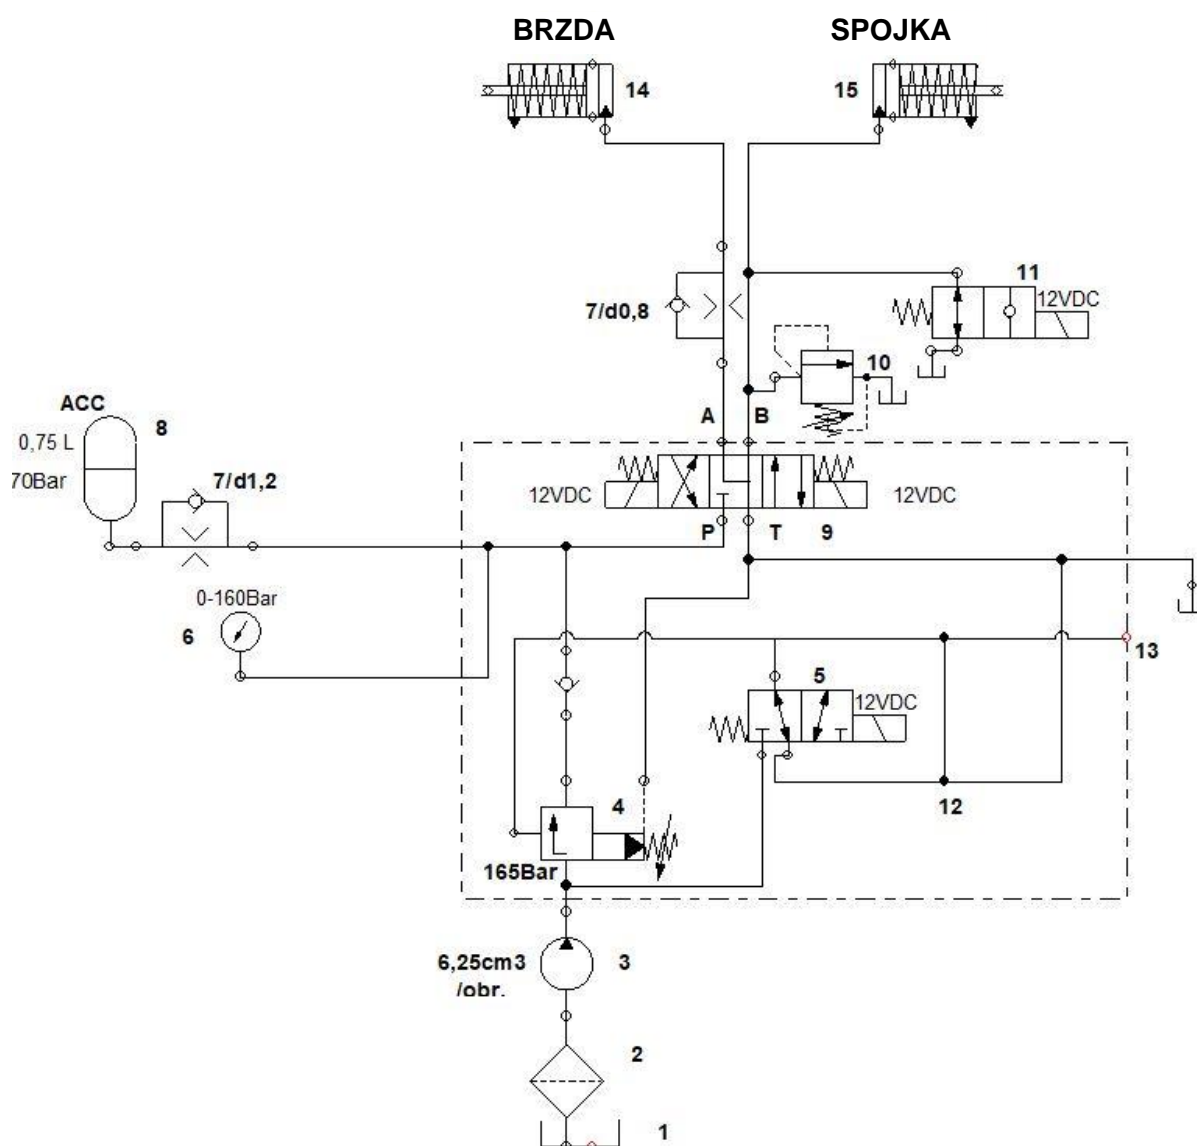 BRZDA
SPOJKA
14
15
11
12VDC
7/d0,8
10
ACC
8
0,75 L
70Bar
7/d1,2
A
B
12VDC
12VDC
P
T
9
0-160Bar
6
13
5
12VDC
4
12
165Bar
6,25cm3
/obr.
3
2
1